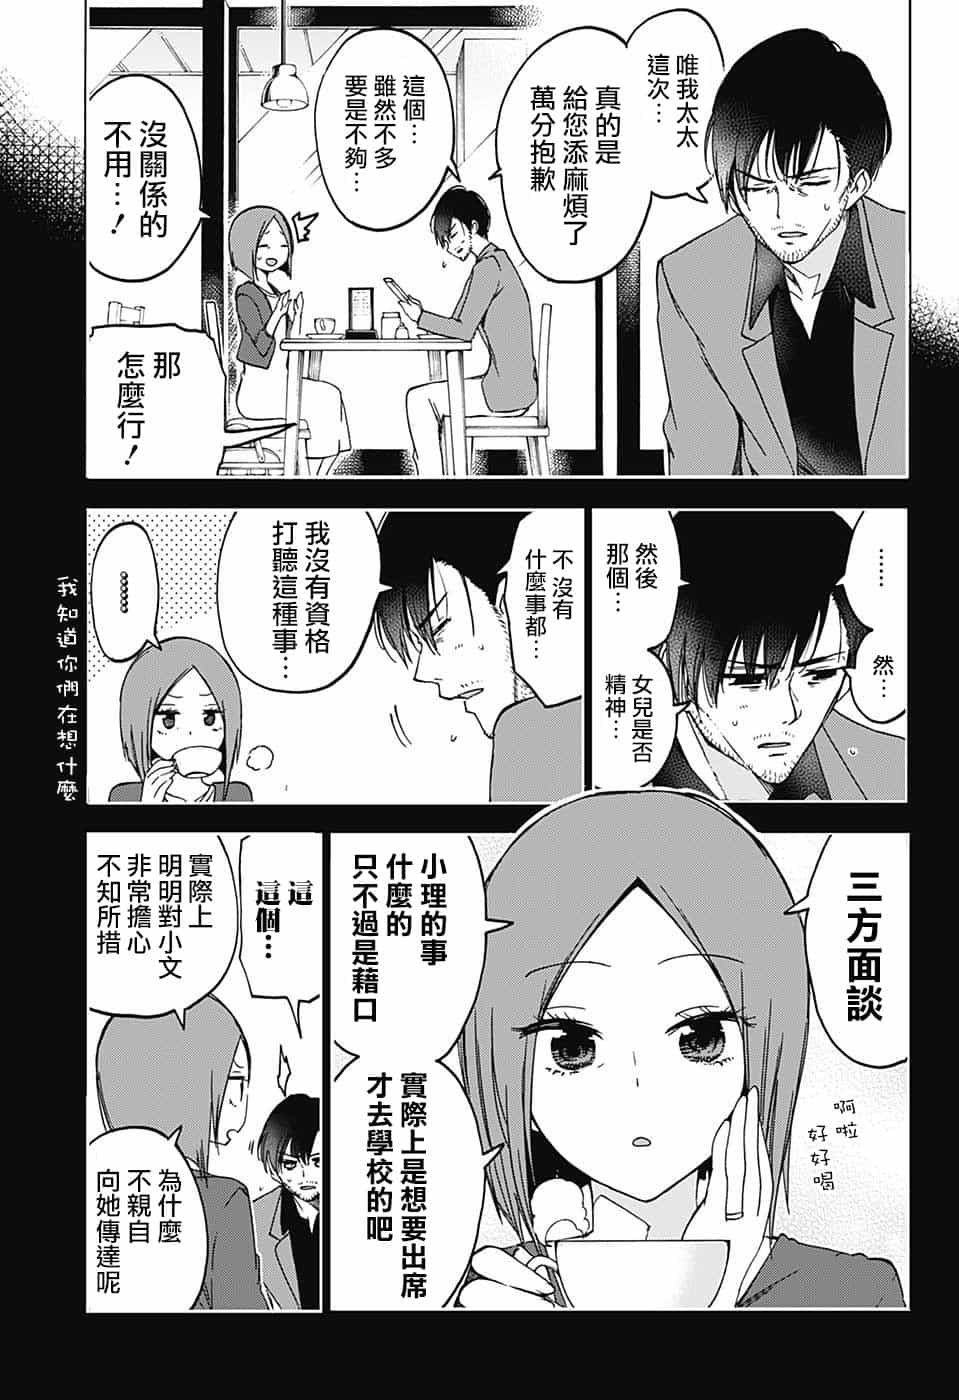 唯我太太
這次…
真的是
給您添麻煩了
萬分抱歉
這個…
雖然不多
要是不夠…
沒關係的
不用…！
那
怎麼行！
…
然…
然後
那個…
女兒是否
精神…
不 沒有
什麼事都…
我沒有資格
打聽這種事…
……
我知道你們在想什麼
三方面談
啊啦
好好喝
小理的事
什麼的
只不過是藉口
實際上是想要出席
才去學校的吧
這
這個…
實際上
明明對小文
非常擔心
不知所措
為什麼
不親自
向她傳達呢